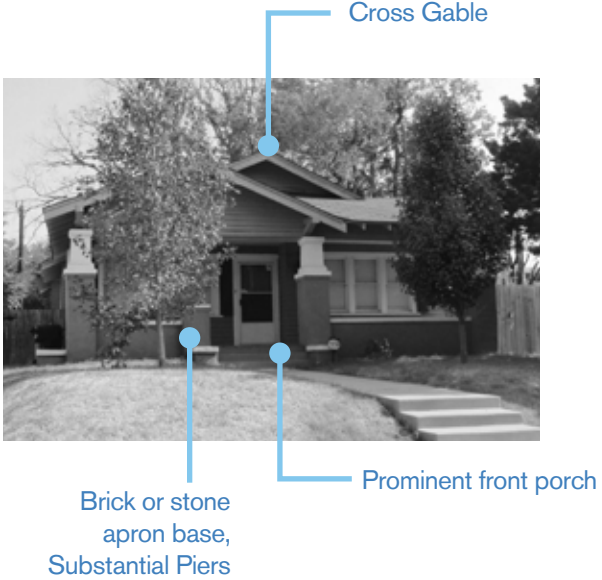 Cross Gable
Prominent front porch
Brick or stone
apron base,
Substantial Piers